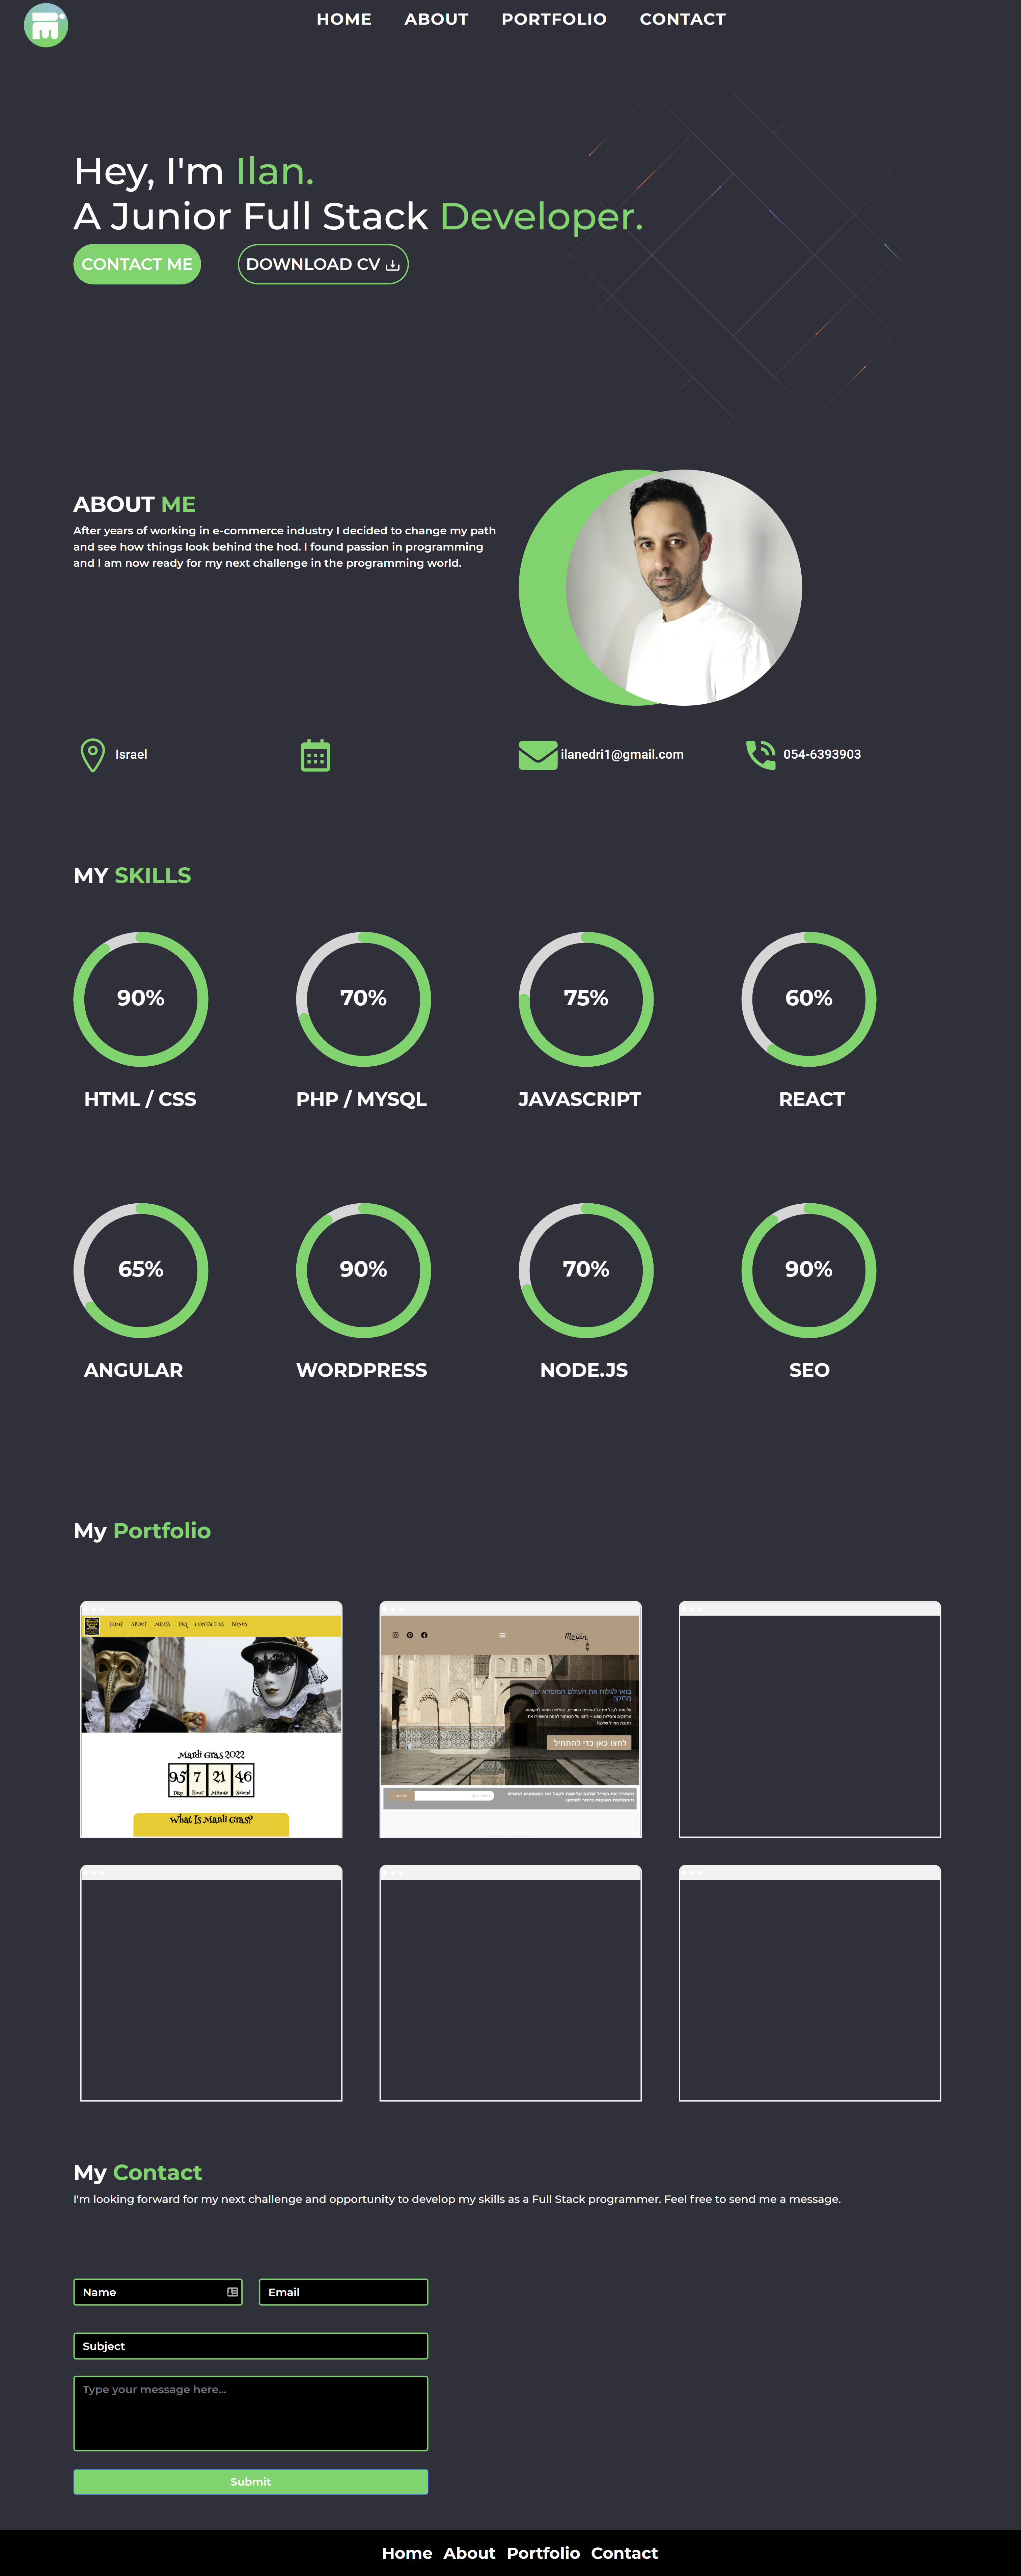 HOME ABOUT PORTFOLIO CONTACT
Hey, I'm Ilan.
A Junior Full Stack Developer.
CONTACT ME
DOWNLOAD CV
ABOUT ME
After years of working in e-commerce industry I decided to change my path
and see how things look behind the hod. I found passion in programming
and I am now ready for my next challenge in the programming world.
Israel
ilanedri1@gmail.com
054-6393903
MY SKILLS
90%
70%
75%
60%
HTML / CSS
PHP / MYSQL
JAVASCRIPT
REACT
65%
90%
70%
90%
ANGULAR
WORDPRESS
NODE.JS
SEO
My Portfolio
HOME ABOUT MEDIA FAQ CONTACT US BONUS
Mardi Gras 2022
95 7 21 46
Day Hour Minute Second
What Is Mardi Gras?
בואו לגלות את העולם המופלא של
מרוקו!
לחצו כאן כדי להתחיל
My Contact
I'm looking forward for my next challenge and opportunity to develop my skills as a Full Stack programmer. Feel free to send me a message.
Name
Email
Subject
Type your message here...
Submit
Home About Portfolio Contact